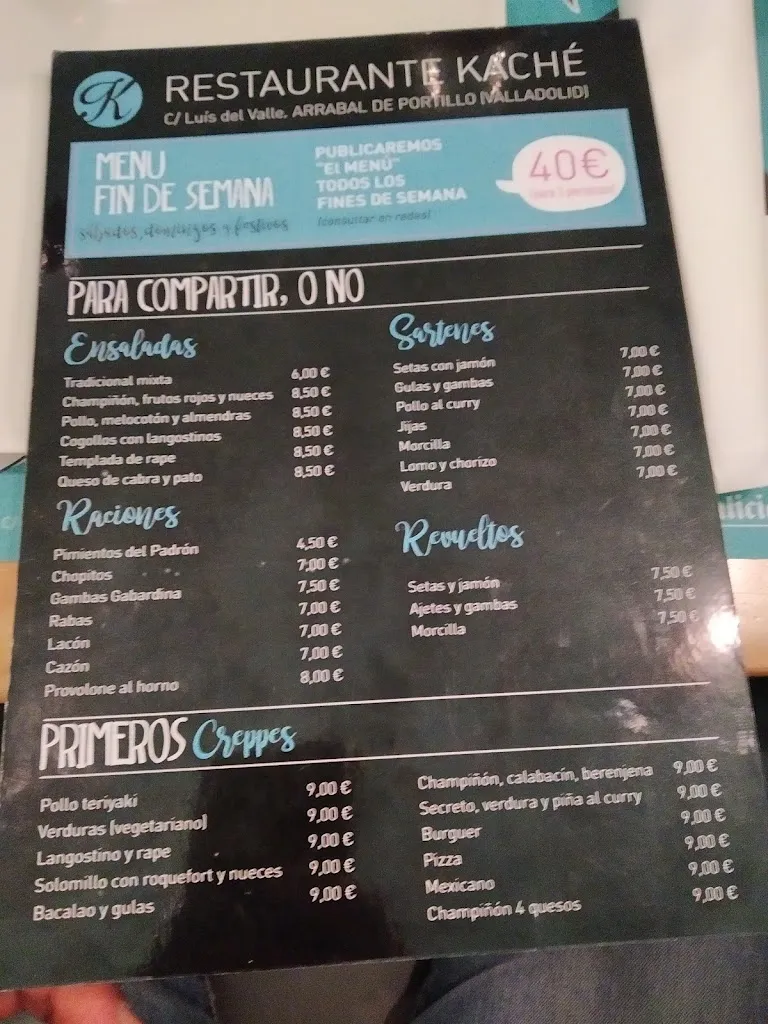 K
RESTAURANTE KACHÉ
C/ Luís del Valle. ARRABAL DE PORTILLO (VALLADOLID)
MENU
FIN DE SEMANA
sábados, domingos y festivos
PUBLICAREMOS
"EL MENÚ"
TODOS LOS
FINES DE SEMANA
(consultar en redes)
40€
PARA COMPARTIR, O NO
Ensaladas
Tradicional mixta 6,00 €
Champiñón, frutos rojos y nueces 8,50 €
Pollo, melocotón y almendras 8,50 €
Cogollos con langostinos 8,50 €
Templada de rape 8,50 €
Queso de cabra y pato 8,50 €
Raciones
Pimientos del Padrón 4,50 €
Chopitos 7,00 €
Gambas Gabardina 7,50 €
Rabas 7,00 €
Lacón 7,00 €
Cazón 7,00 €
Provolone al horno 8,00 €
Sartenes
Setas con jamón 7,00 €
Gulas y gambas 7,00 €
Pollo al curry 7,00 €
Jijas 7,00 €
Morcilla 7,00 €
Lomo y chorizo 7,00 €
Verdura 7,00 €
Revueltos
Setas y jamón 7,50 €
Ajetes y gambas 7,50 €
Morcilla 7,50 €
PRIMEROS Creppes
Pollo teriyaki 9,00 €
Verduras (vegetariano) 9,00 €
Langostino y rape 9,00 €
Solomillo con roquefort y nueces 9,00 €
Bacalao y gulas 9,00 €
Champiñón, calabacín, berenjena 9,00 €
Secreto, verdura y piña al curry 9,00 €
Burguer 9,00 €
Pizza 9,00 €
Mexicano 9,00 €
Champiñón 4 quesos 9,00 €